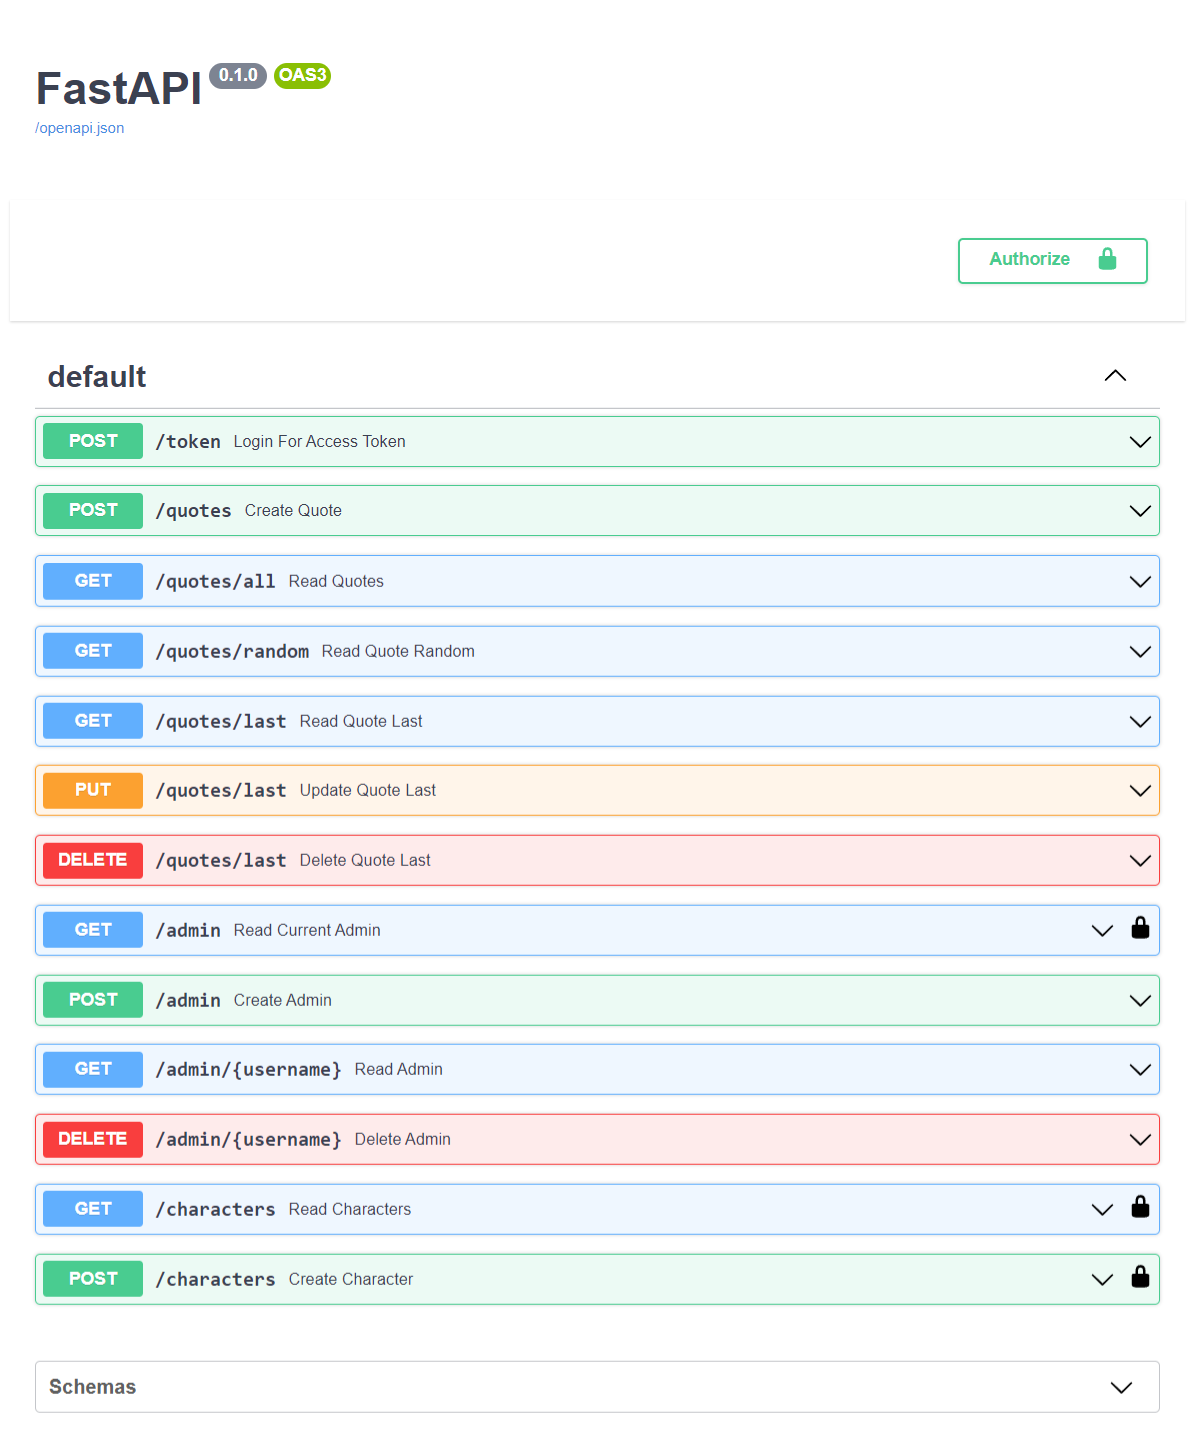 FastAPI 0.1.0 OAS3
/openapi.json
Authorize
default
POST /token Login For Access Token
POST /quotes Create Quote
GET /quotes/all Read Quotes
GET /quotes/random Read Quote Random
GET /quotes/last Read Quote Last
PUT /quotes/last Update Quote Last
DELETE /quotes/last Delete Quote Last
GET /admin Read Current Admin
POST /admin Create Admin
GET /admin/{username} Read Admin
DELETE /admin/{username} Delete Admin
GET /characters Read Characters
POST /characters Create Character
Schemas